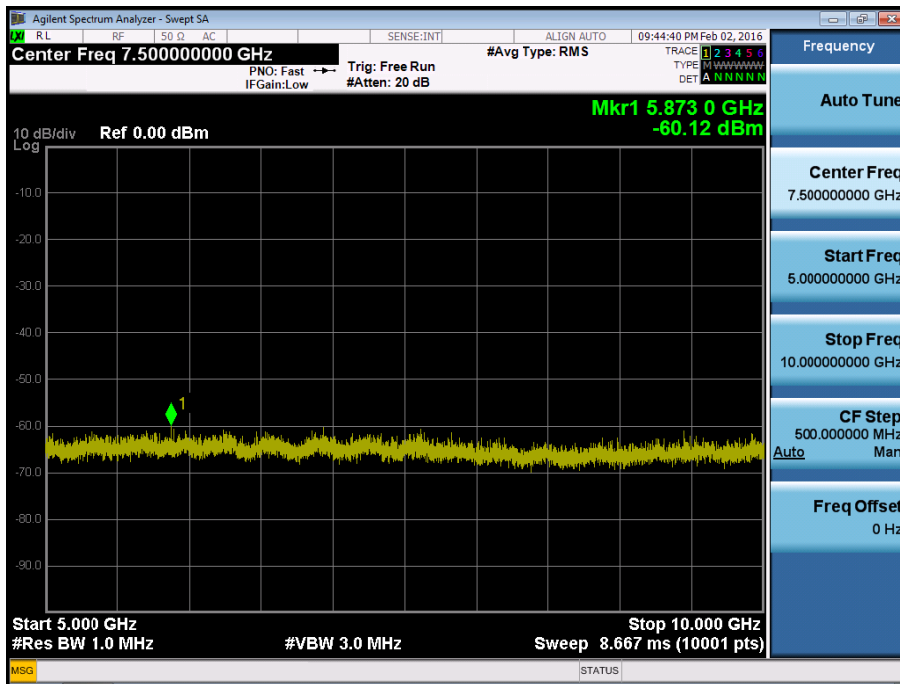 Agilent Spectrum Analyzer - Swept SA
LXI RL RF 50 Ω AC SENSE:INT ALIGN AUTO 09:44:40 PM Feb 02, 2016
Center Freq 7.500000000 GHz
PNO: Fast
IFGain:Low
Trig: Free Run
#Atten: 20 dB
#Avg Type: RMS
TRACE 1 2 3 4 5 6
TYPE M WWWWW
DET A N N N N N
Mkr1 5.873 0 GHz
-60.12 dBm
10 dB/div Ref 0.00 dBm
Log
-10.0
-20.0
-30.0
-40.0
-50.0
1
-60.0
-70.0
-80.0
-90.0
Start 5.000 GHz Stop 10.000 GHz
#Res BW 1.0 MHz #VBW 3.0 MHz Sweep 8.667 ms (10001 pts)
MSG STATUS
Frequency
Auto Tune
Center Freq
7.500000000 GHz
Start Freq
5.000000000 GHz
Stop Freq
10.000000000 GHz
CF Step
500.000000 MHz
Auto Man
Freq Offset
0 Hz